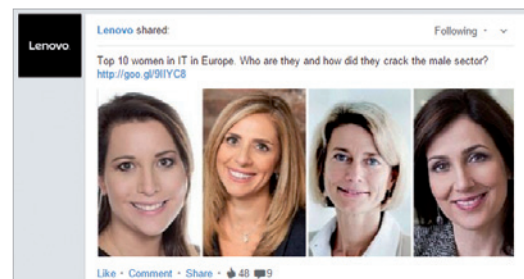 Lenovo
Lenovo shared:
Following
Top 10 women in IT in Europe. Who are they and how did they crack the male sector?
http://goo.gl/9IIYC8
Like · Comment · Share · 48 9